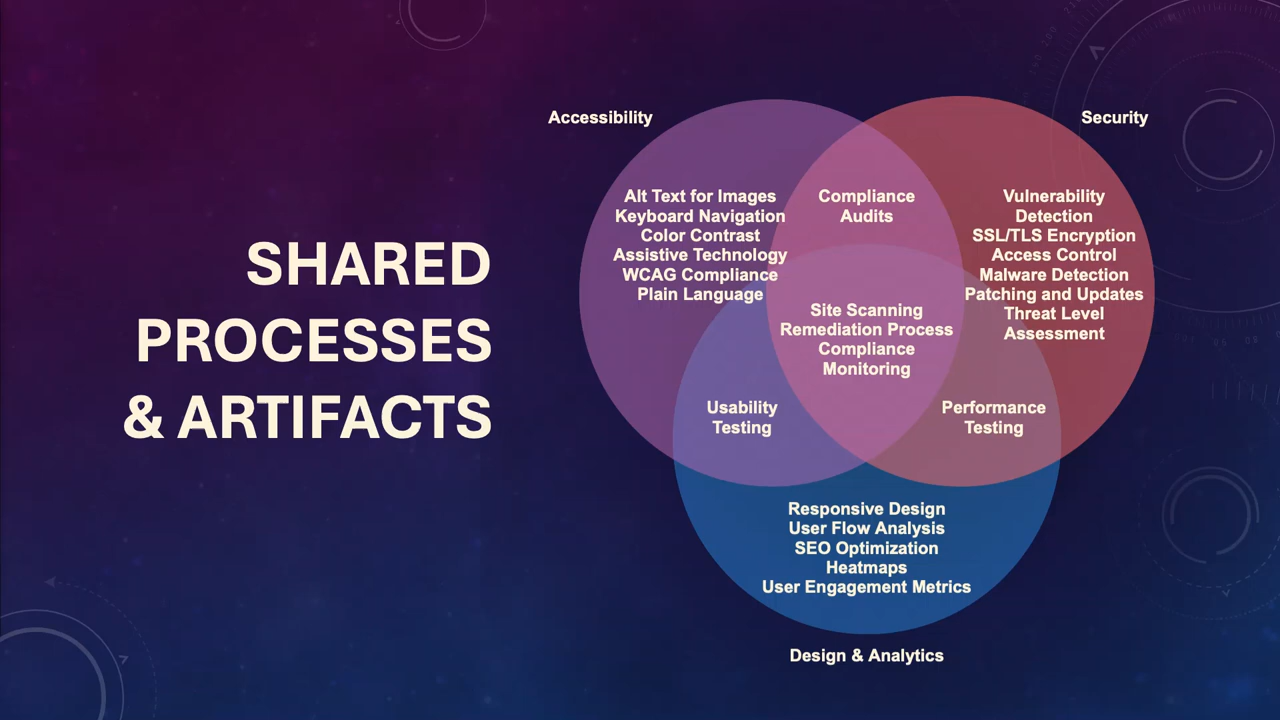 SHARED
PROCESSES
& ARTIFACTS
Accessibility
Security
Alt Text for Images
Keyboard Navigation
Color Contrast
Assistive Technology
WCAG Compliance
Plain Language
Compliance
Audits
Vulnerability
Detection
SSL/TLS Encryption
Access Control
Malware Detection
Patching and Updates
Threat Level
Assessment
Site Scanning
Remediation Process
Compliance
Monitoring
Usability
Testing
Performance
Testing
Responsive Design
User Flow Analysis
SEO Optimization
Heatmaps
User Engagement Metrics
Design & Analytics